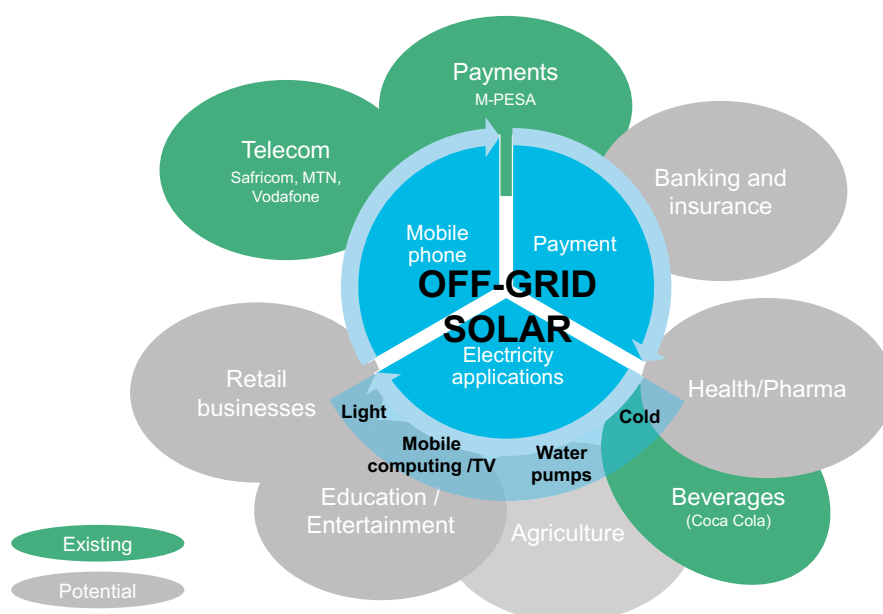 Payments
M-PESA
Telecom
Safricom, MTN,
Vodafone
Banking and
insurance
Mobile
phone
Payment
OFF-GRID
SOLAR
Electricity
applications
Retail
businesses
Health/Pharma
Light
Cold
Mobile
computing /TV
Water
pumps
Education /
Entertainment
Agriculture
Beverages
(Coca Cola)
Existing
Potential